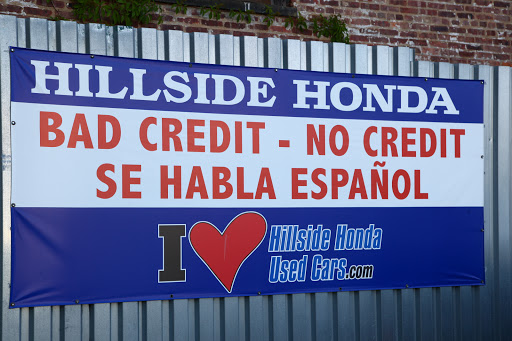 HILLSIDE HONDA
BAD CREDIT - NO CREDIT
SE HABLA ESPAÑOL
I Hillside Honda
Used Cars.com